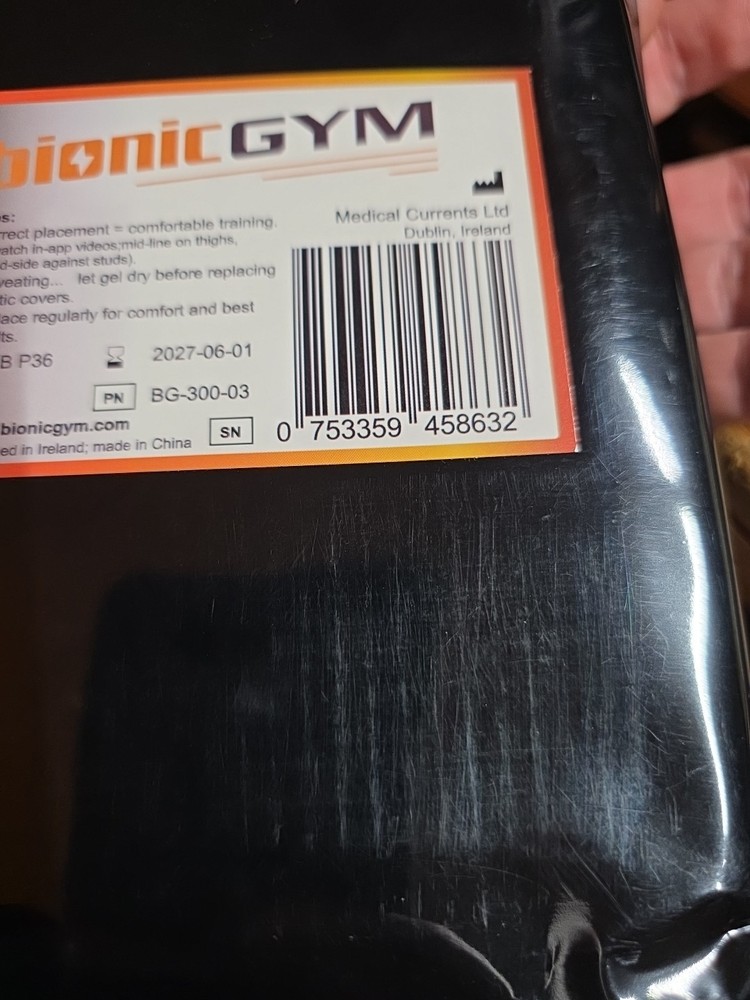 bionicGYM
Medical Currents Ltd
Dublin, Ireland
s:
rrect placement = comfortable training.
atch in-app videos;mid-line on thighs,
d-side against studs).
eating... let gel dry before replacing
tic covers.
ace regularly for comfort and best
ts.
B P36 2027-06-01
PN BG-300-03
bionicgym.com SN
ed in Ireland; made in China
0 753359 458632